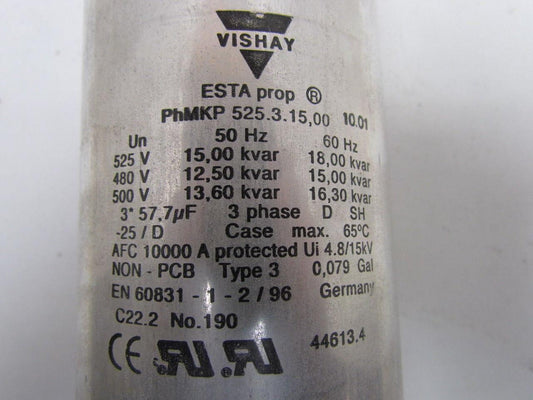 VISHAY
ESTA prop ®
PhMKP 525.3.15,00 10.01
Un 50 Hz 60 Hz
525 V 15,00 kvar 18,00 kvar
480 V 12,50 kvar 15,00 kvar
500 V 13,60 kvar 16,30 kvar
3* 57,7µF 3 phase D SH
-25 / D Case max. 65ºC
AFC 10000 A protected Ui 4.8/15kV
NON - PCB Type 3 0,079 Gal
EN 60831 - 1 - 2 / 96 Germany
C22.2 No.190
44613.4
CE RU RU